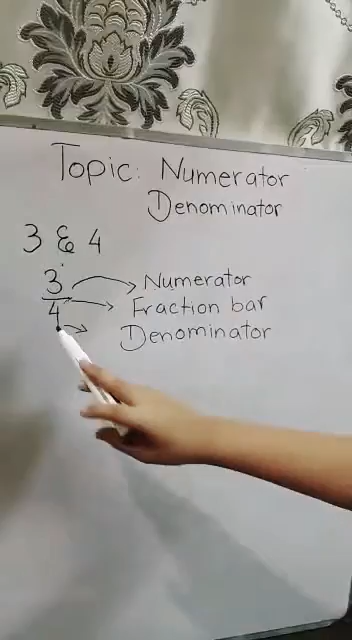 Topic: Numerator
Denominator
3 & 4
3 → Numerator
→ Fraction bar
4 → Denominator